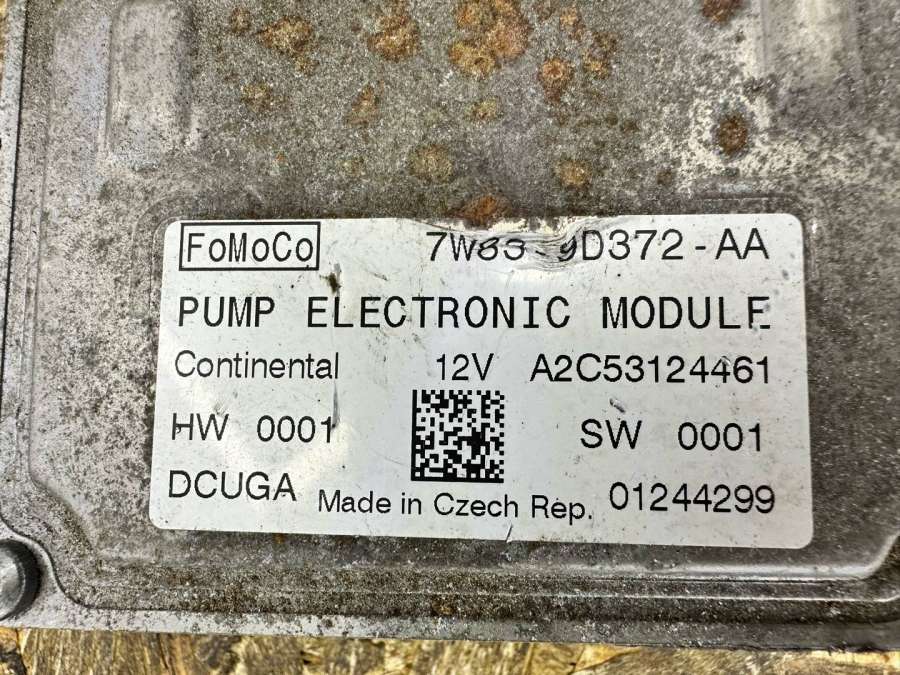 FoMoCo 7W83-9D372-AA
PUMP ELECTRONIC MODULE
Continental 12V A2C53124461
HW 0001 SW 0001
DCUGA Made in Czech Rep. 01244299